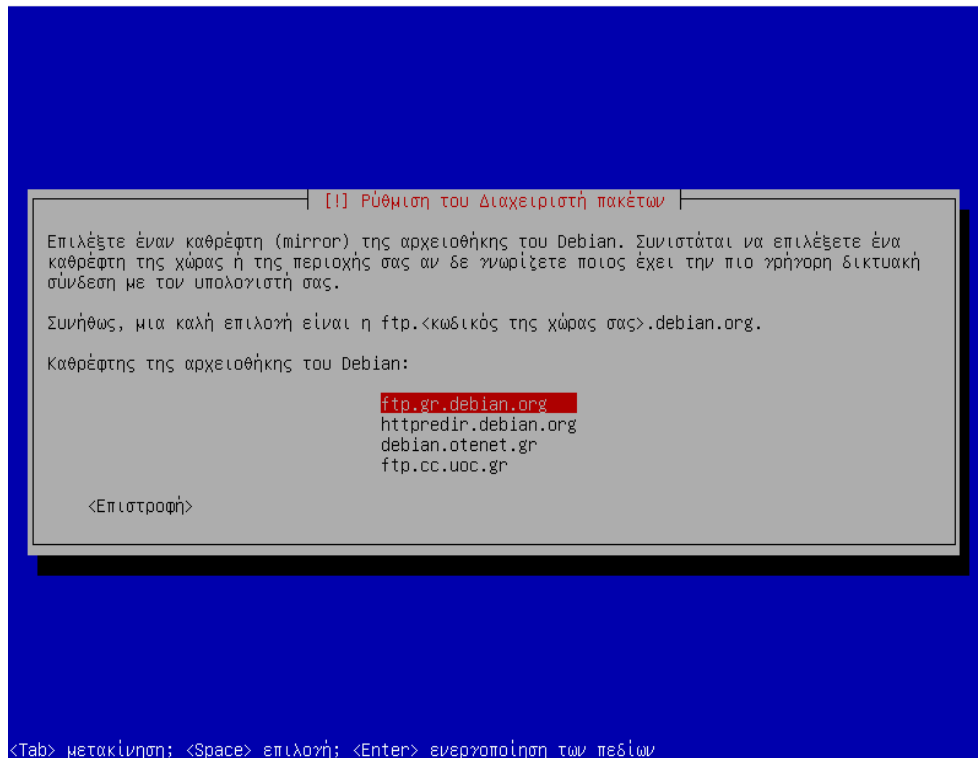 [!] Ρύθμιση του Διαχειριστή πακέτων
Επιλέξτε έναν καθρέφτη (mirror) της αρχειοθήκης του Debian. Συνιστάται να επιλέξετε ένα
καθρέφτη της χώρας ή της περιοχής σας αν δε γνωρίζετε ποιος έχει την πιο γρήγορη δικτυακή
σύνδεση με τον υπολογιστή σας.
Συνήθως, μια καλή επιλογή είναι η ftp.<κωδικός της χώρας σας>.debian.org.
Καθρέφτης της αρχειοθήκης του Debian:
ftp.gr.debian.org
httpredir.debian.org
debian.otenet.gr
ftp.cc.uoc.gr
<Επιστροφή>
<Tab> μετακίνηση; <Space> επιλογή; <Enter> ενεργοποίηση των πεδίων